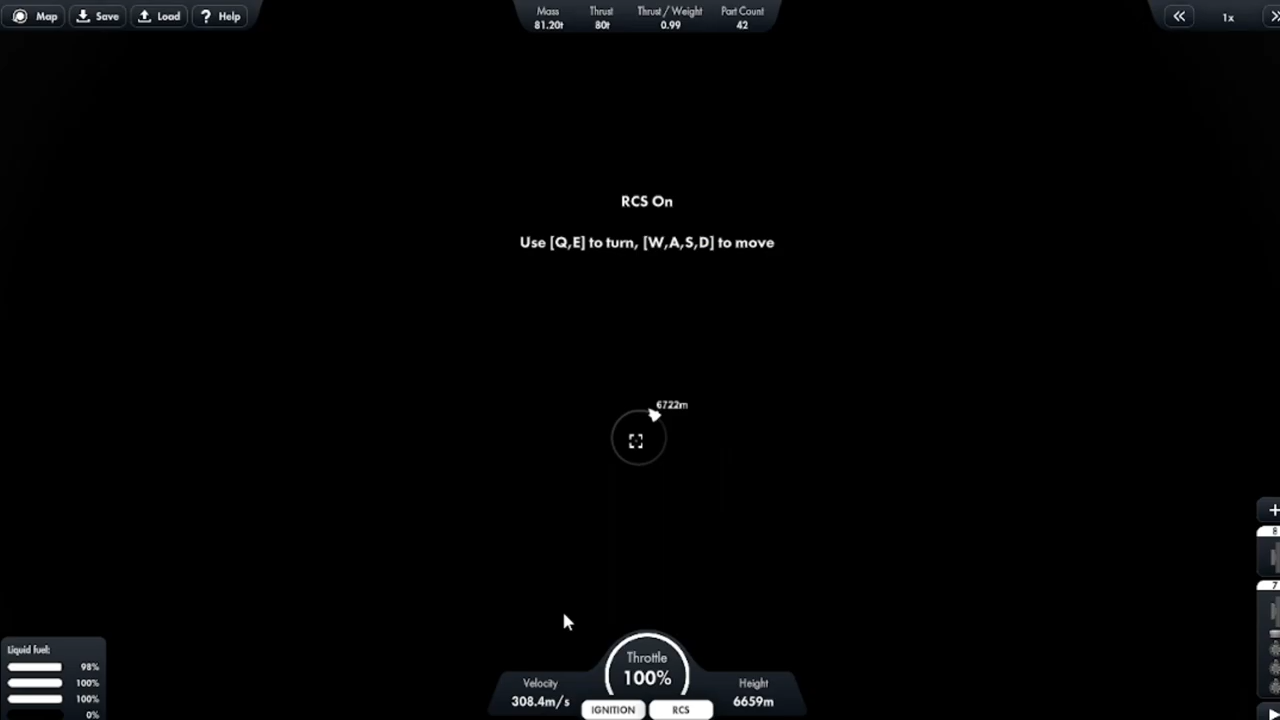 Map Save Load ? Help
Mass Thrust Thrust / Weight Part Count
81.20t 80t 0.99 42
1x
RCS On
Use [Q,E] to turn, [W,A,S,D] to move
6722m
+
8
7
Liquid fuel:
98%
100%
100%
0%
Throttle
100%
Velocity
308.4m/s
Height
6659m
IGNITION RCS